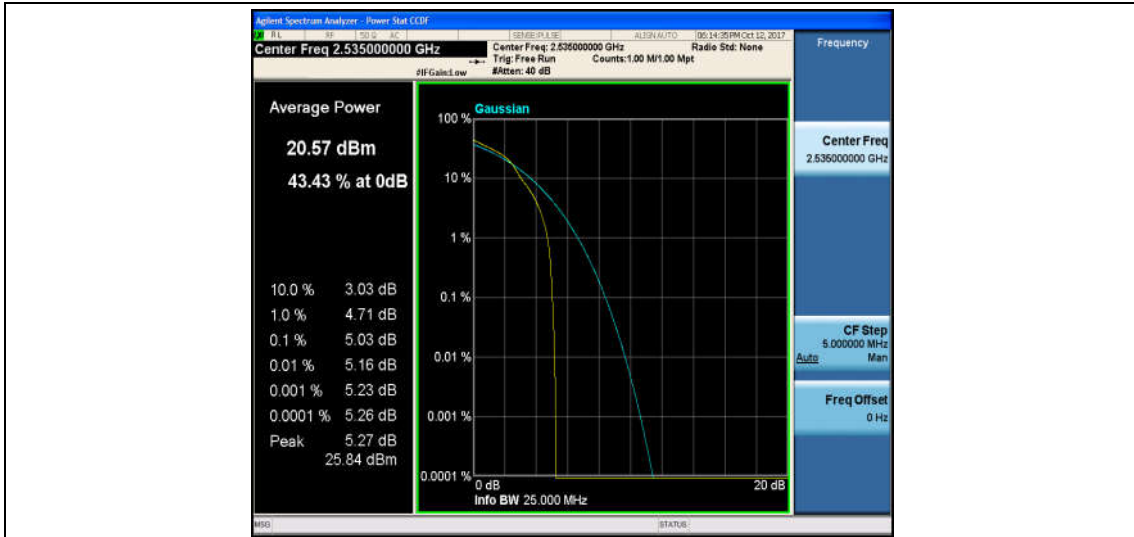 Agilent Spectrum Analyzer - Power Stat CCDF
RL RF 50 Ω AC SENSE:PULSE ALIGNAUTO 06:14:35 PM Oct 12, 2017
Center Freq 2.535000000 GHz
Center Freq: 2.535000000 GHz Radio Std: None
Trig: Free Run Counts:1.00 M/1.00 Mpt
#IFGain:Low #Atten: 40 dB
Frequency
Average Power
20.57 dBm
43.43 % at 0dB
10.0 % 3.03 dB
1.0 % 4.71 dB
0.1 % 5.03 dB
0.01 % 5.16 dB
0.001 % 5.23 dB
0.0001 % 5.26 dB
Peak 5.27 dB
25.84 dBm
Gaussian
100 %
10 %
1 %
0.1 %
0.01 %
0.001 %
0.0001 %
0 dB 20 dB
Info BW 25.000 MHz
Center Freq
2.535000000 GHz
CF Step
5.000000 MHz
Auto Man
Freq Offset
0 Hz
MSG STATUS